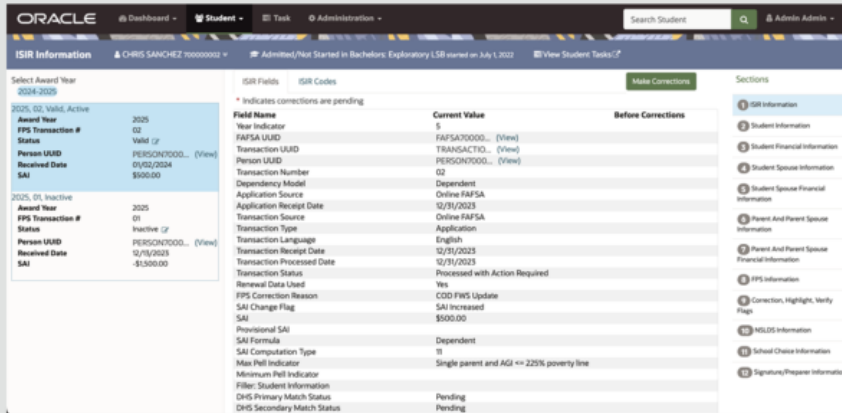 ORACLE Dashboard Student Task Administration Search Student Admin Admin
ISIR Information CHRIS SANCHEZ 700000002 Admitted/Not Started in Bachelors: Exploratory LSB started on July 1, 2022 View Student Tasks
Select Award Year
2024-2025
2025, 02, Valid, Active
Award Year 2025
FPS Transaction # 02
Status Valid
Person UUID PERSON7000... (View)
Received Date 01/02/2024
SAI $500.00
2025, 01, Inactive
Award Year 2025
FPS Transaction # 01
Status Inactive
Person UUID PERSON7000... (View)
Received Date 12/13/2023
SAI -$1,500.00
ISIR Fields ISIR Codes Make Corrections
* Indicates corrections are pending
Field Name Current Value Before Corrections
Year Indicator 5
FAFSA UUID FAFSA70000... (View)
Transaction UUID TRANSACTIO... (View)
Person UUID PERSON7000... (View)
Transaction Number 02
Dependency Model Dependent
Application Source Online FAFSA
Application Receipt Date 12/31/2023
Transaction Source Online FAFSA
Transaction Type Application
Transaction Language English
Transaction Receipt Date 12/31/2023
Transaction Processed Date 12/31/2023
Transaction Status Processed with Action Required
Renewal Data Used Yes
FPS Correction Reason COD FWS Update
SAI Change Flag SAI Increased
SAI $500.00
Provisional SAI
SAI Formula Dependent
SAI Computation Type 11
Max Pell Indicator Single parent and AGI <= 225% poverty line
Minimum Pell Indicator
Filler: Student Information
DHS Primary Match Status Pending
DHS Secondary Match Status Pending
Sections
1 ISIR Information
2 Student Information
3 Student Financial Information
4 Student Spouse Information
5 Student Spouse Financial
Information
6 Parent And Parent Spouse
Information
7 Parent And Parent Spouse
Financial Information
8 FPS Information
9 Correction, Highlight, Verify
Flags
10 NSLDS Information
11 School Choice Information
12 Signature/Preparer Informatio